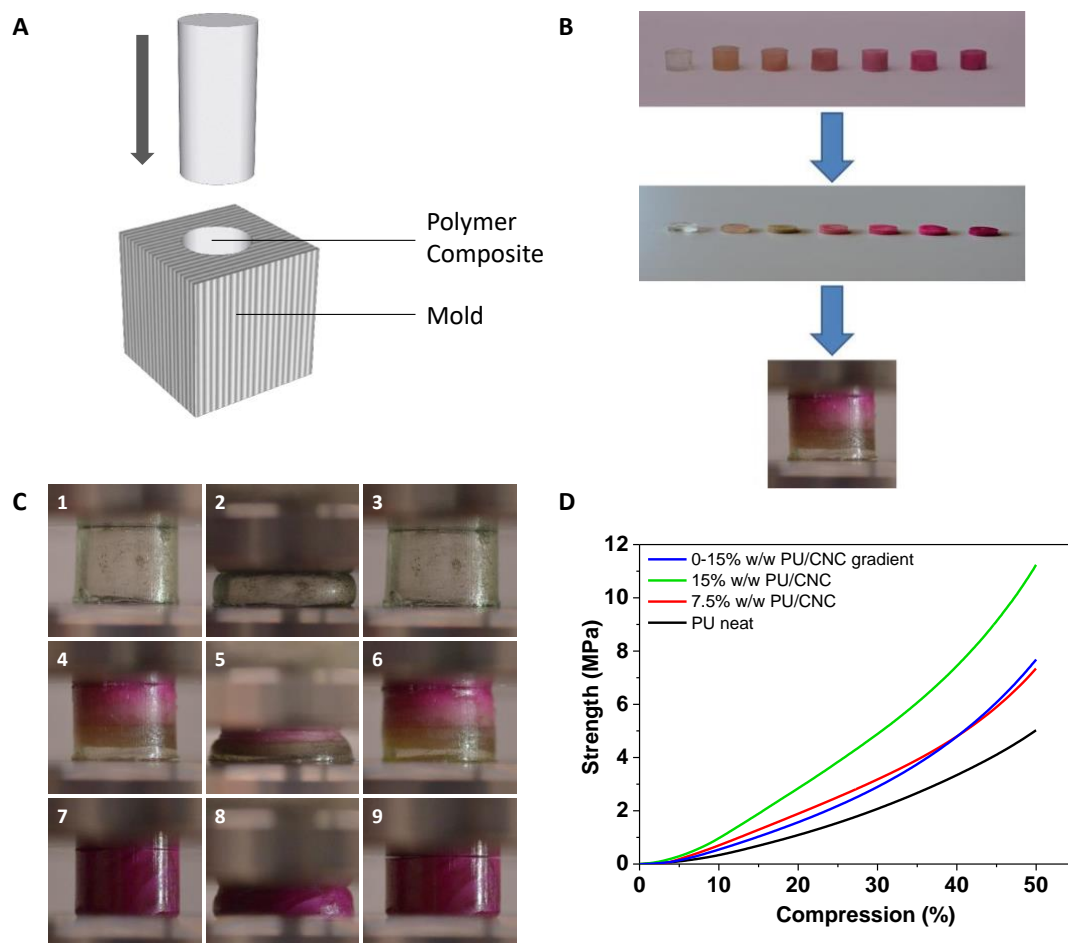 A
Polymer
Composite
Mold
B
C
1
2
3
4
5
6
7
8
9
D
12
10
8
6
4
2
0
Strength (MPa)
0-15% w/w PU/CNC gradient
15% w/w PU/CNC
7.5% w/w PU/CNC
PU neat
0 10 20 30 40 50
Compression (%)